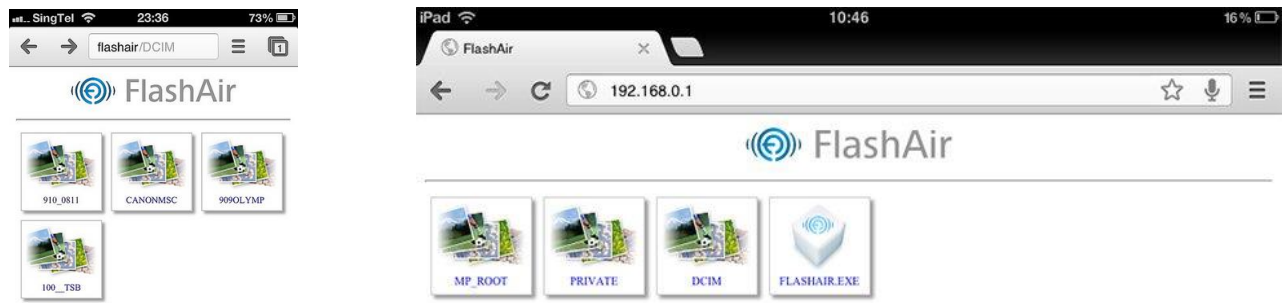 SingTel 23:36 73%
flashair/DCIM 1
FlashAir
910_0811 CANONMSC 909OLYMP
100__TSB
iPad 10:46 16%
FlashAir
192.168.0.1
FlashAir
MP_ROOT PRIVATE DCIM FLASHAIR.EXE